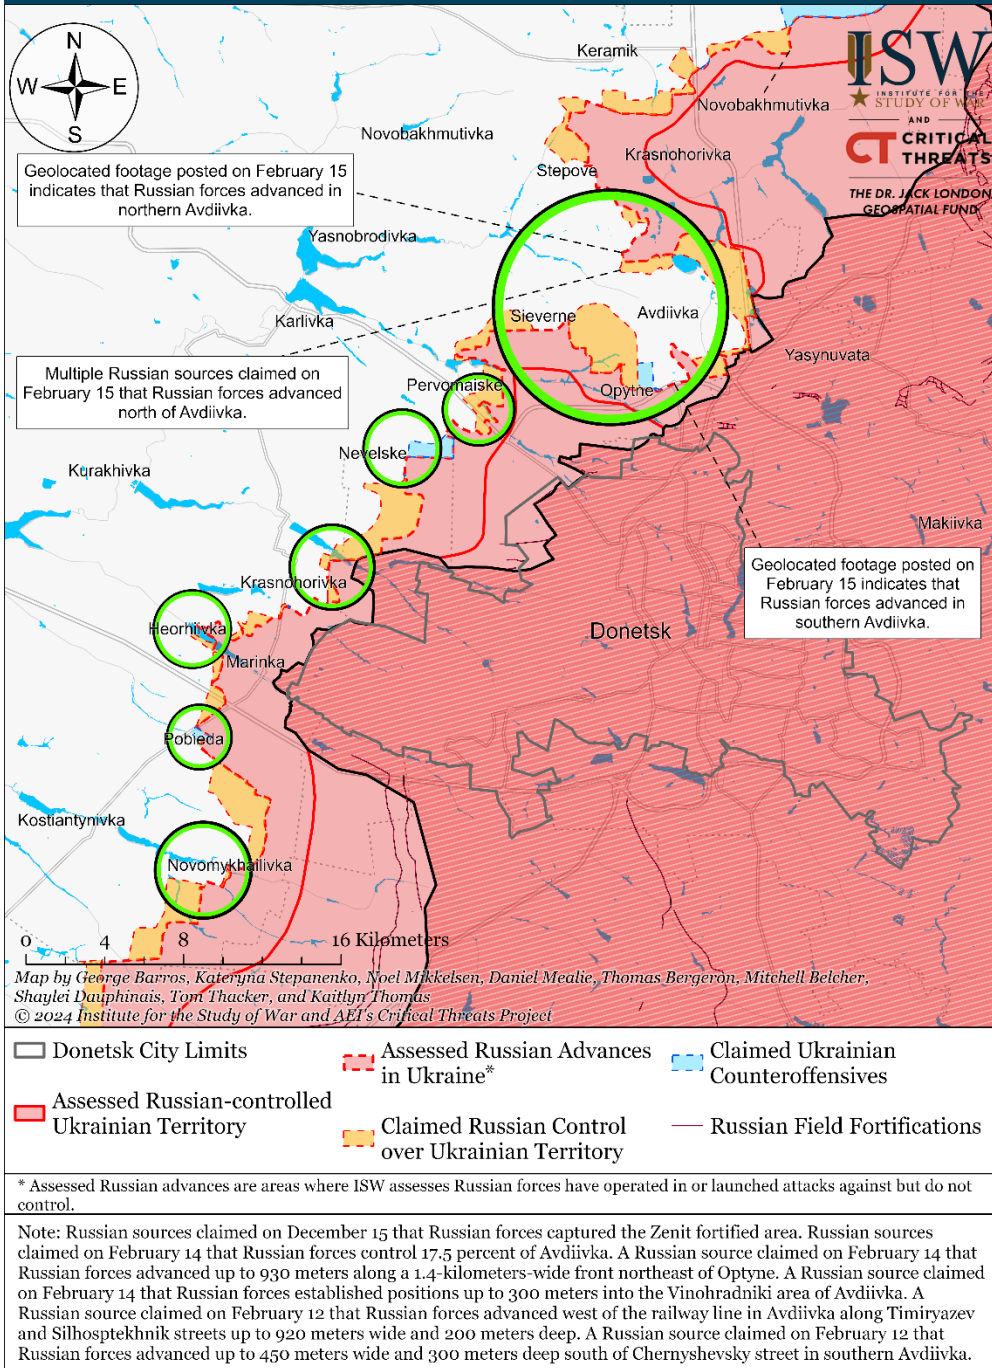 N
W E
S
Keramik
ISW
INSTITUTE FOR THE
STUDY OF WAR
AND
CT CRITICAL
THREATS
THE DR. JACK LONDON
GEOSPATIAL FUND
Novobakhmutivka
Novobakhmutivka
Krasnohorivka
Stepove
Geolocated footage posted on February 15
indicates that Russian forces advanced in
northern Avdiivka.
Yasnobrodivka
Karlivka
Sieverne
Avdiivka
Yasynuvata
Multiple Russian sources claimed on
February 15 that Russian forces advanced
north of Avdiivka.
Pervomaiske
Opytne
Nevelske
Kurakhivka
Makiivka
Geolocated footage posted on
February 15 indicates that
Russian forces advanced in
southern Avdiivka.
Krasnohorivka
Heorhiivka
Donetsk
Marinka
Pobieda
Kostiantynivka
Novomykhailivka
0 4 8 16 Kilometers
Map by George Barros, Kateryna Stepanenko, Noel Mikkelsen, Daniel Mealie, Thomas Bergeron, Mitchell Belcher,
Shaylei Dauphinais, Tom Thacker, and Kaitlyn Thomas
© 2024 Institute for the Study of War and AEI's Critical Threats Project
Donetsk City Limits
Assessed Russian-controlled
Ukrainian Territory
Assessed Russian Advances
in Ukraine*
Claimed Russian Control
over Ukrainian Territory
Claimed Ukrainian
Counteroffensives
Russian Field Fortifications
* Assessed Russian advances are areas where ISW assesses Russian forces have operated in or launched attacks against but do not
control.
Note: Russian sources claimed on December 15 that Russian forces captured the Zenit fortified area. Russian sources
claimed on February 14 that Russian forces control 17.5 percent of Avdiivka. A Russian source claimed on February 14 that
Russian forces advanced up to 930 meters along a 1.4-kilometers-wide front northeast of Optyne. A Russian source claimed
on February 14 that Russian forces established positions up to 300 meters into the Vinohradniki area of Avdiivka. A
Russian source claimed on February 12 that Russian forces advanced west of the railway line in Avdiivka along Timiryazev
and Silhosptekhnik streets up to 920 meters wide and 200 meters deep. A Russian source claimed on February 12 that
Russian forces advanced up to 450 meters wide and 300 meters deep south of Chernyshevsky street in southern Avdiivka.